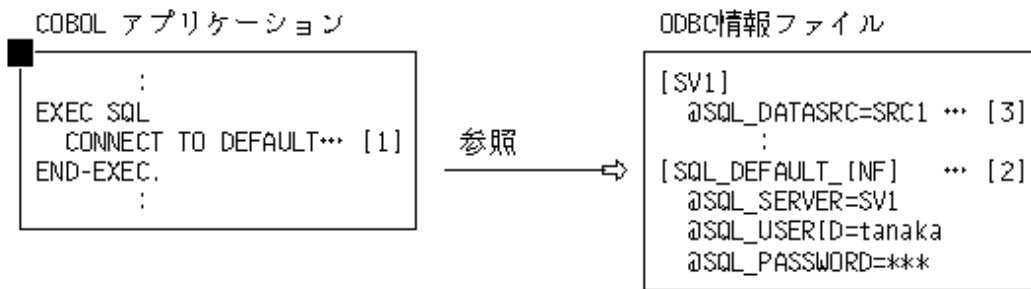 COBOL アプリケーション
:
EXEC SQL
CONNECT TO DEFAULT… [1]
END-EXEC.
:
参照
ODBC情報ファイル
[SV1]
@SQL_DATASRC=SRC1 … [3]
:
[SQL_DEFAULT_INF] … [2]
@SQL_SERVER=SV1
@SQL_USERID=tanaka
@SQL_PASSWORD=***